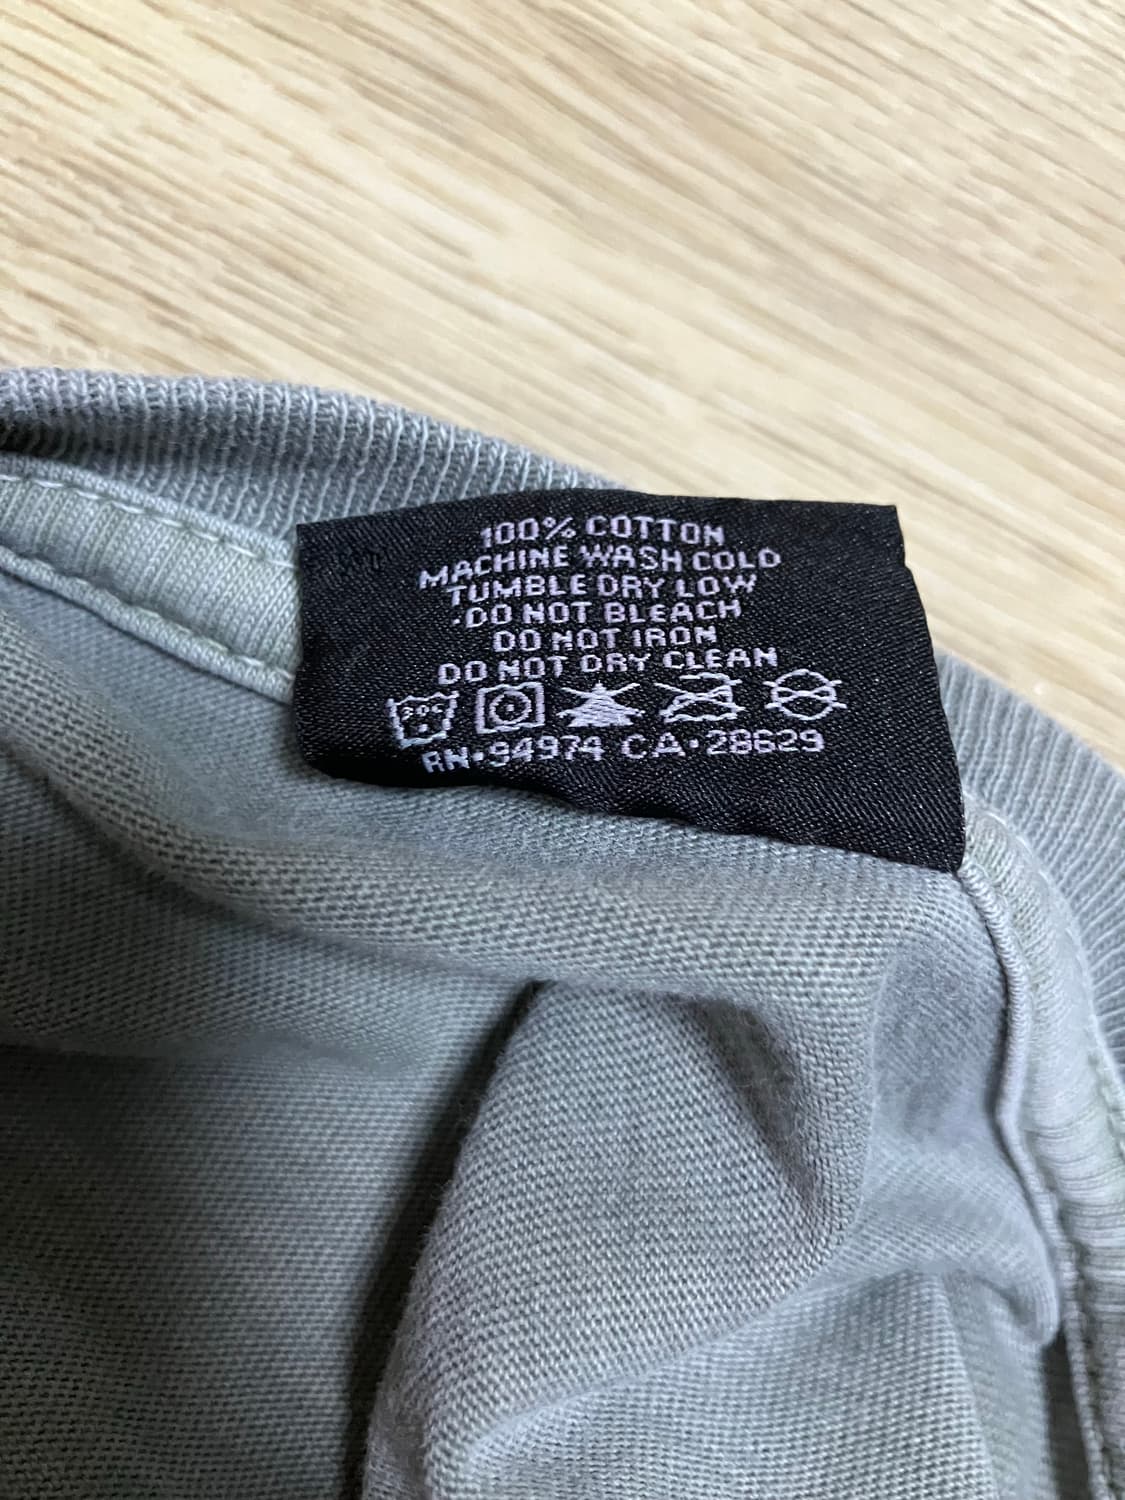 100% COTTON
MACHINE WASH COLD
TUMBLE DRY LOW
·DO NOT BLEACH
DO NOT IRON
DO NOT DRY CLEAN
30C
RN·94974 CA·28629